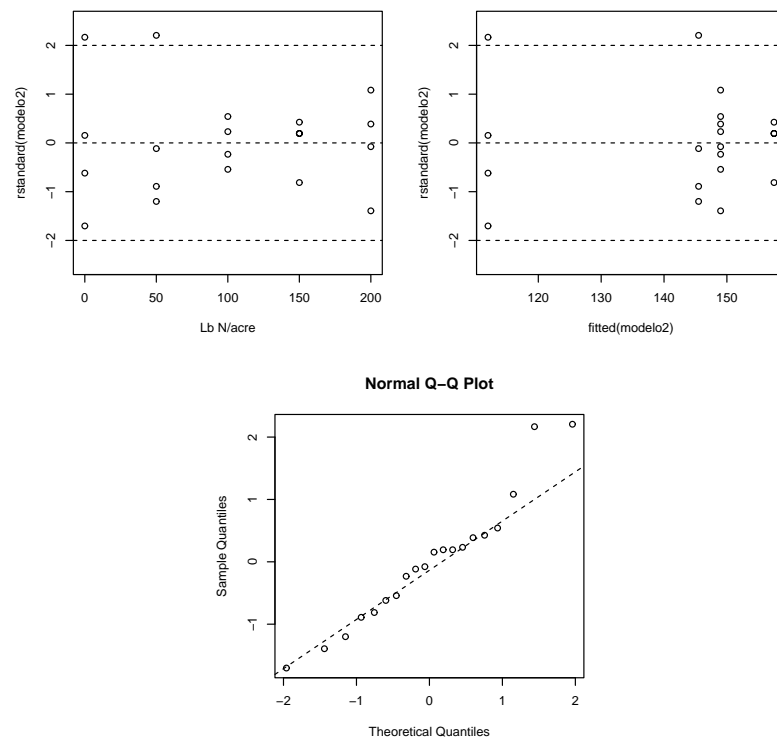 rstandard(modelo2)
2
1
0
−1
−2
0 50 100 150 200
Lb N/acre
rstandard(modelo2)
2
1
0
−1
−2
120 130 140 150
fitted(modelo2)
Normal Q−Q Plot
Sample Quantiles
2
1
0
−1
−2 −1 0 1 2
Theoretical Quantiles